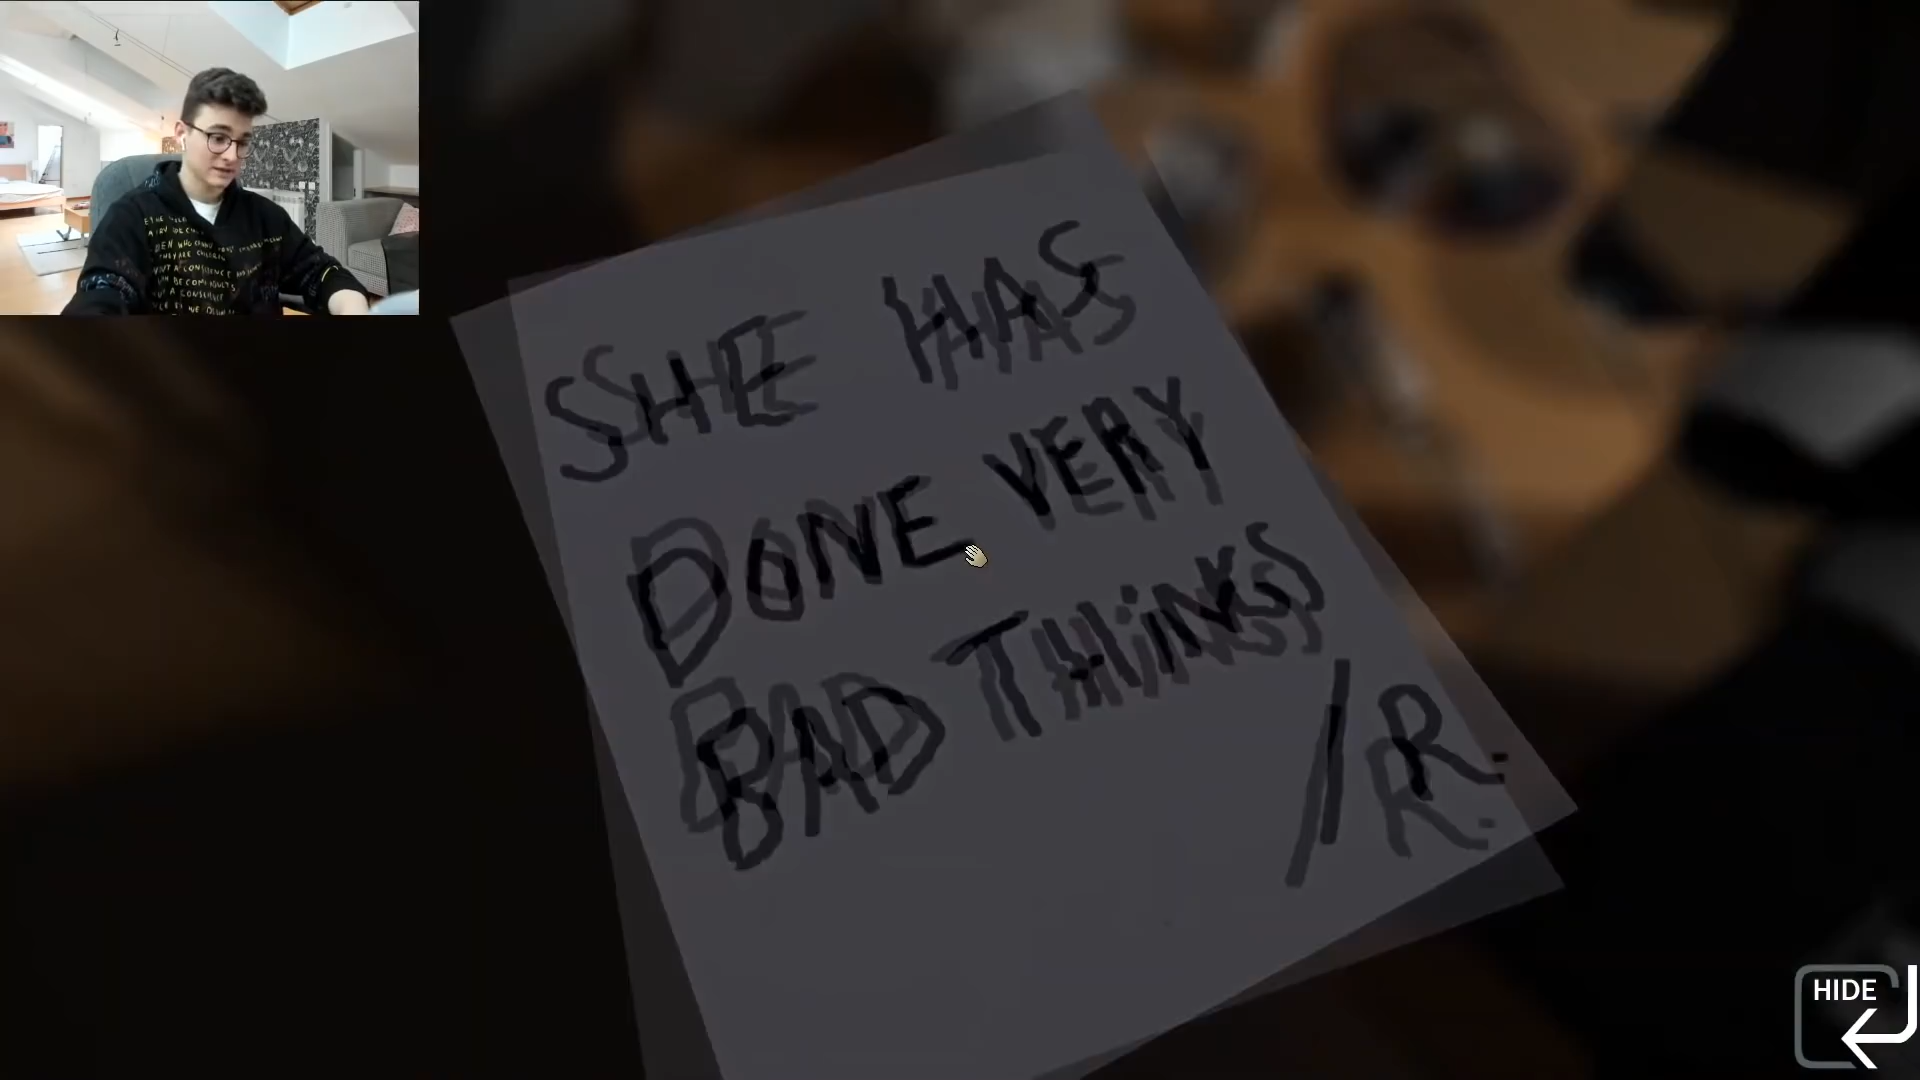 SHE HAS
DONE VERY
BAD THiNGS
/R.
HIDE